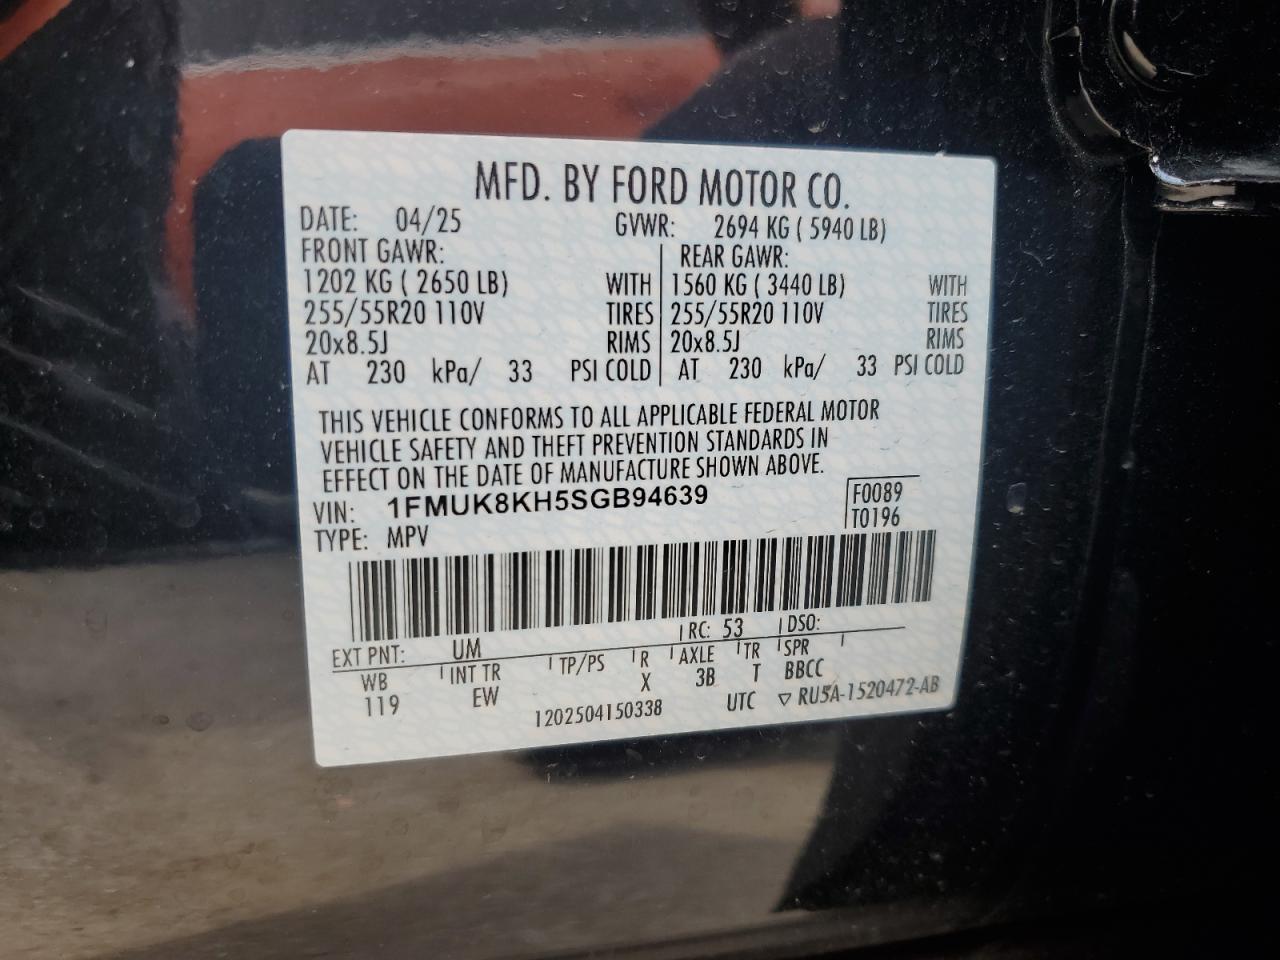 MFD. BY FORD MOTOR CO.
DATE: 04/25 GVWR: 2694 KG ( 5940 LB)
FRONT GAWR: REAR GAWR:
1202 KG ( 2650 LB) WITH 1560 KG ( 3440 LB) WITH
255/55R20 110V TIRES 255/55R20 110V TIRES
20x8.5J RIMS 20x8.5J RIMS
AT 230 kPa/ 33 PSI COLD AT 230 kPa/ 33 PSI COLD
THIS VEHICLE CONFORMS TO ALL APPLICABLE FEDERAL MOTOR
VEHICLE SAFETY AND THEFT PREVENTION STANDARDS IN
EFFECT ON THE DATE OF MANUFACTURE SHOWN ABOVE.
VIN: 1FMUK8KH5SGB94639 F0089
TYPE: MPV T0196
EXT PNT: UM RC: 53 DSO:
WB INT TR TP/PS R AXLE TR SPR
119 EW X 3B T BBCC
1202504150338 UTC ▽ RU5A-1520472-AB